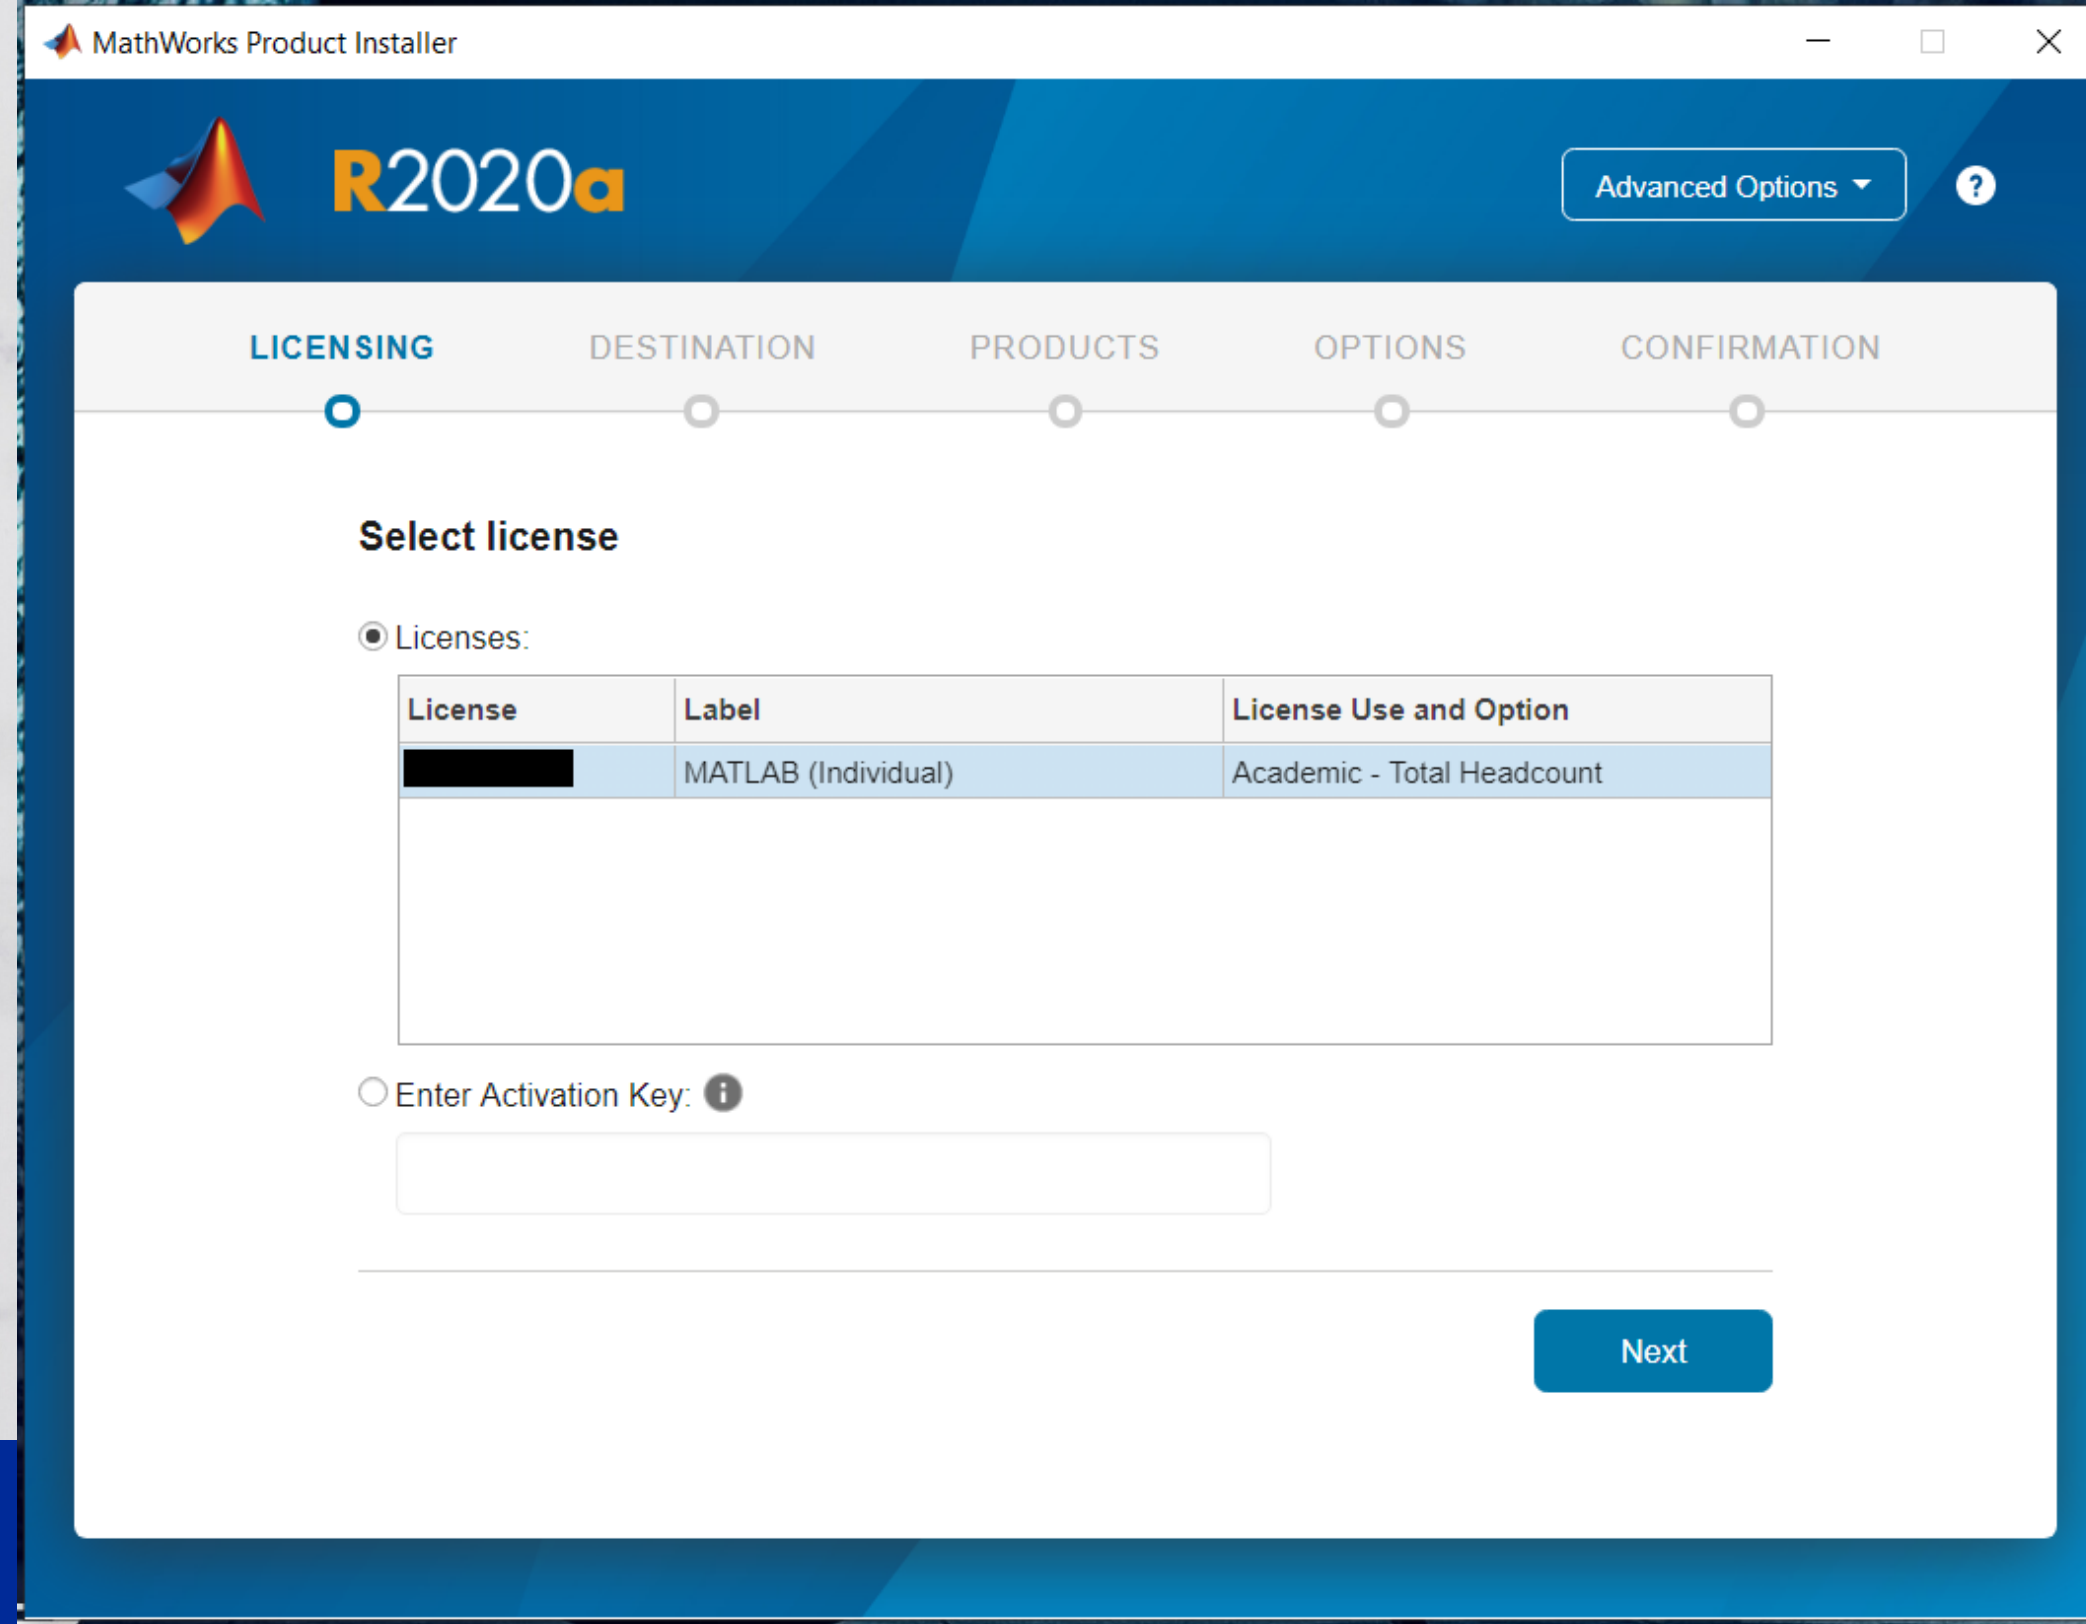 MathWorks Product Installer
R2020a
Advanced Options
?
LICENSING DESTINATION PRODUCTS OPTIONS CONFIRMATION
Select license
Licenses:
License Label License Use and Option
MATLAB (Individual) Academic - Total Headcount
Enter Activation Key: i
Next